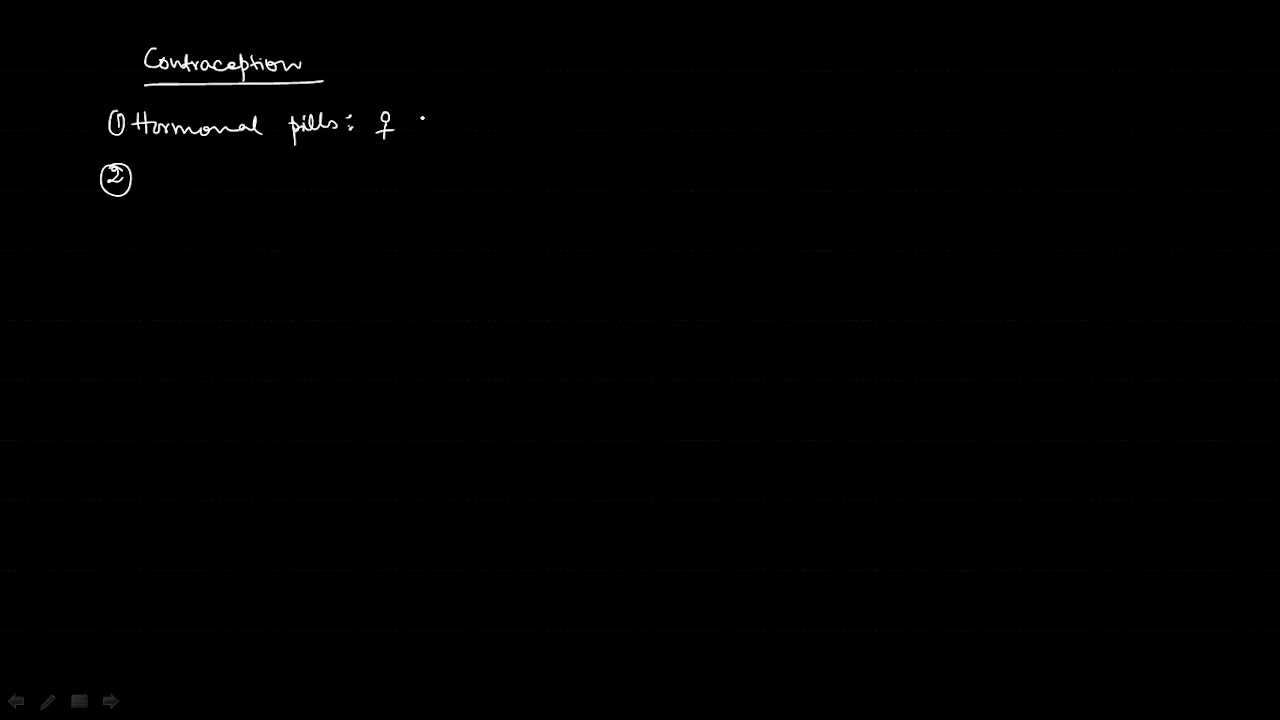 Contraception
① Hormonal pills: ♀
②